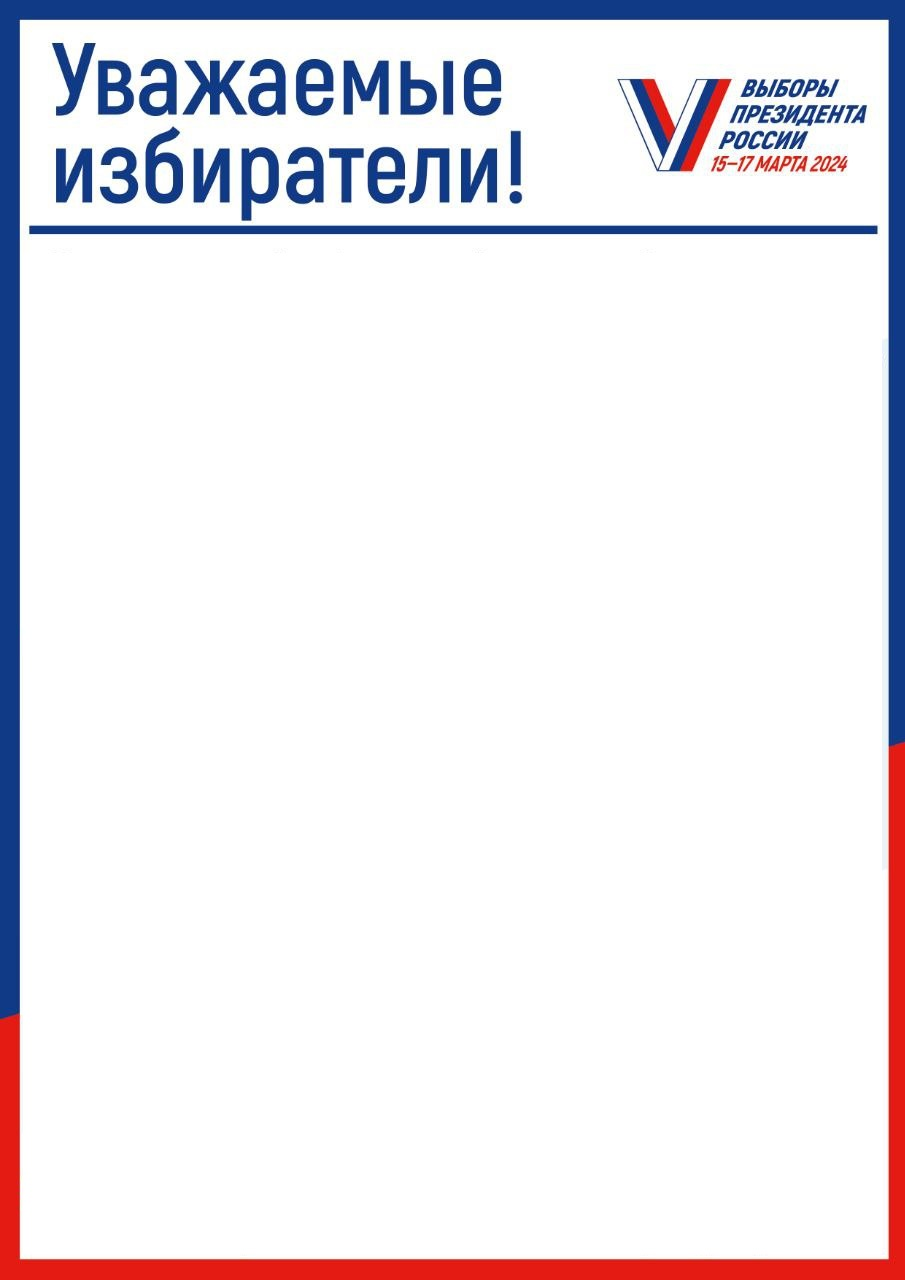 Уважаемые
избиратели!
ВЫБОРЫ
ПРЕЗИДЕНТА
РОССИИ
15–17 МАРТА 2024